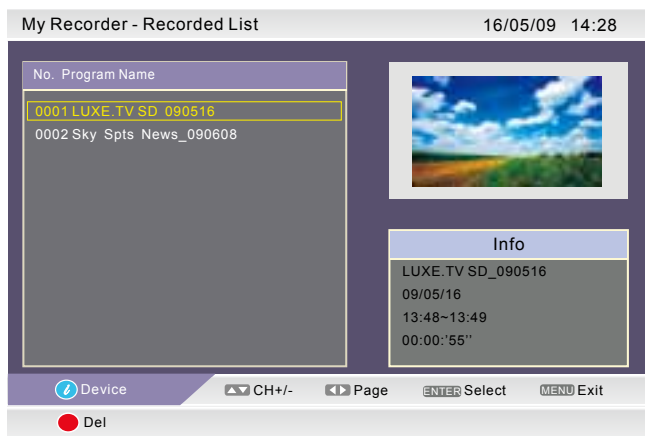 My Recorder - Recorded List 16/05/09 14:28
No. Program Name
0001 LUXE.TV SD 090516
0002 Sky Spts News_090608
Info
LUXE.TV SD_090516
09/05/16
13:48~13:49
00:00:'55''
i Device CH+/- Page ENTER Select MENU Exit
Del